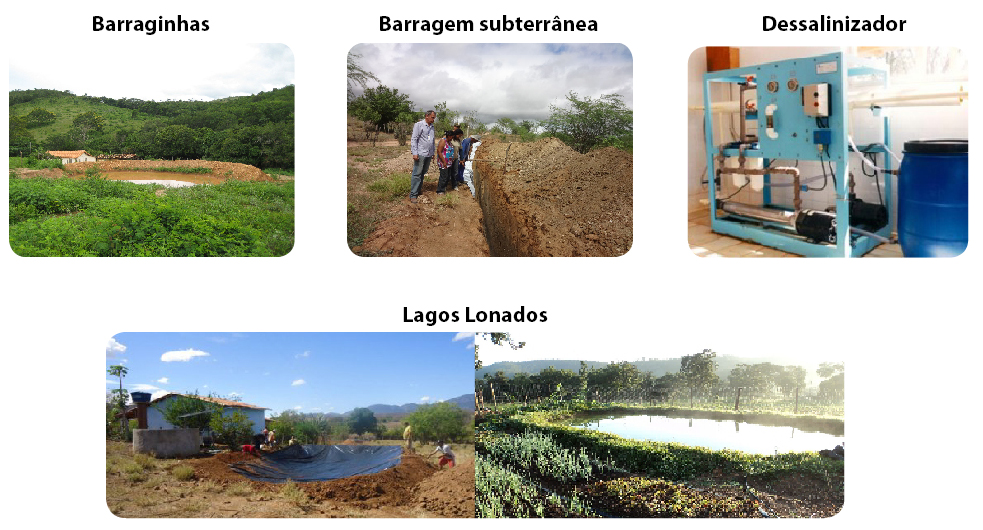 Barraginhas
Barragem subterrânea
Dessalinizador
Lagos Lonados